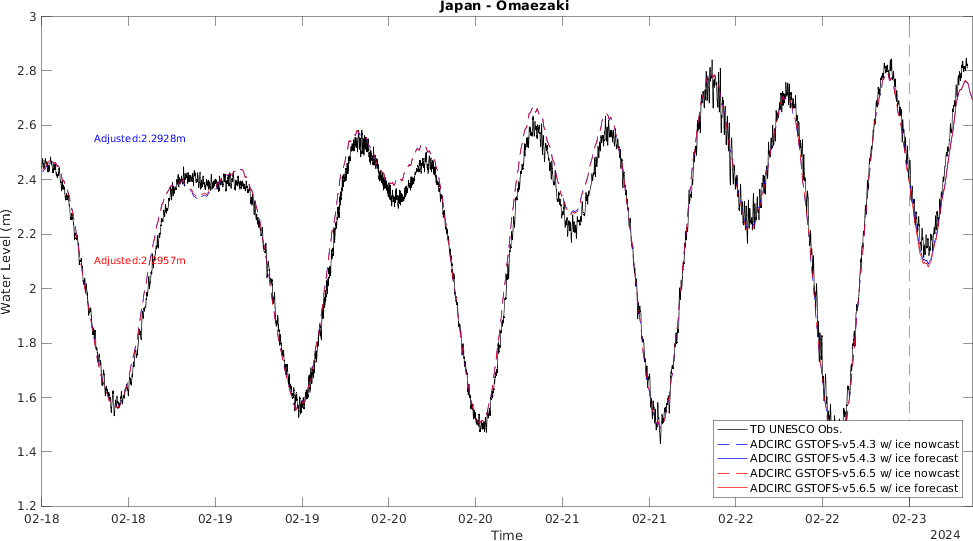 Japan - Omaezaki
3
2.8
2.6
2.4
2.2
2
1.8
1.6
1.4
1.2
Water Level (m)
Adjusted:2.2928m
Adjusted:2.2957m
TD UNESCO Obs.
ADCIRC GSTOFS-v5.4.3 w/ ice nowcast
ADCIRC GSTOFS-v5.4.3 w/ ice forecast
ADCIRC GSTOFS-v5.6.5 w/ ice nowcast
ADCIRC GSTOFS-v5.6.5 w/ ice forecast
02-18 02-18 02-19 02-19 02-20 02-20 02-21 02-21 02-22 02-22 02-23
Time
2024